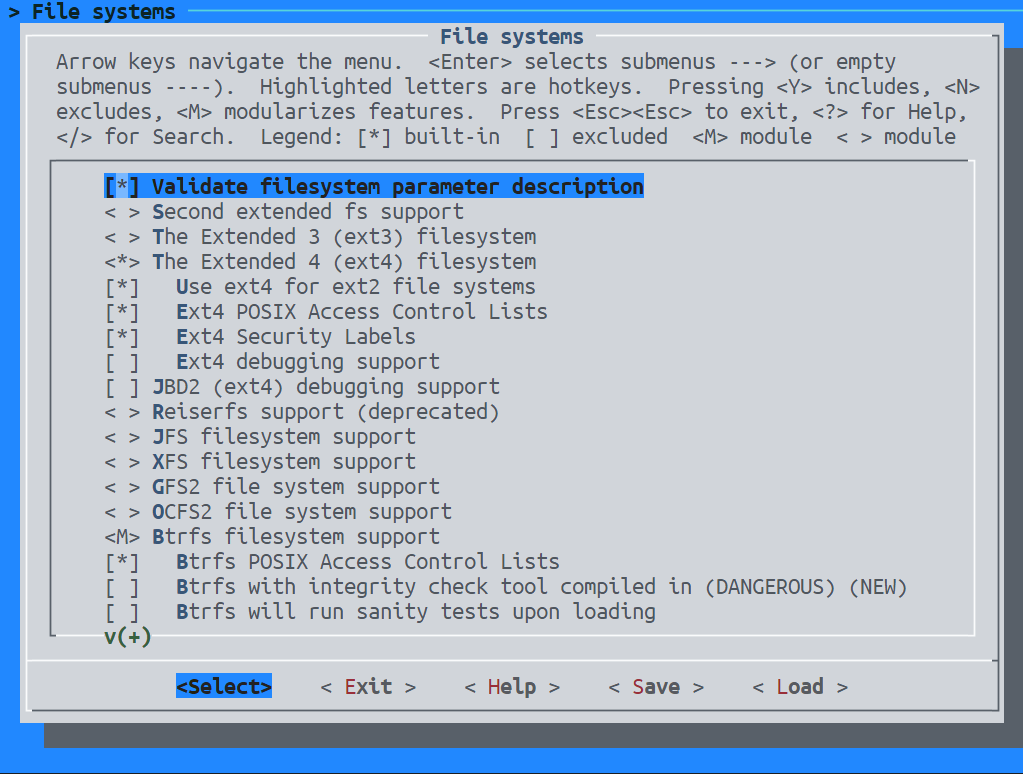 > File systems
File systems
Arrow keys navigate the menu.  <Enter> selects submenus ---> (or empty
submenus ----).  Highlighted letters are hotkeys.  Pressing <Y> includes, <N>
excludes, <M> modularizes features.  Press <Esc><Esc> to exit, <?> for Help,
</> for Search.  Legend: [*] built-in  [ ] excluded  <M> module  < > module
[*] Validate filesystem parameter description
< > Second extended fs support
< > The Extended 3 (ext3) filesystem
<*> The Extended 4 (ext4) filesystem
[*]   Use ext4 for ext2 file systems
[*]   Ext4 POSIX Access Control Lists
[*]   Ext4 Security Labels
[ ]   Ext4 debugging support
[ ] JBD2 (ext4) debugging support
< > Reiserfs support (deprecated)
< > JFS filesystem support
< > XFS filesystem support
< > GFS2 file system support
< > OCFS2 file system support
<M> Btrfs filesystem support
[*]   Btrfs POSIX Access Control Lists
[ ]   Btrfs with integrity check tool compiled in (DANGEROUS) (NEW)
[ ]   Btrfs will run sanity tests upon loading
v(+)
<Select>    < Exit >    < Help >    < Save >    < Load >